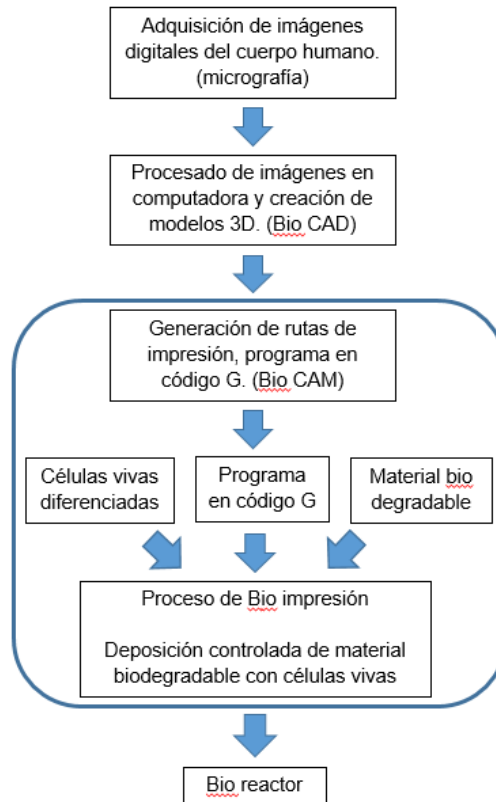 Adquisición de imágenes
digitales del cuerpo humano.
(micrografía)
Procesado de imágenes en
computadora y creación de
modelos 3D. (Bio CAD)
Generación de rutas de
impresión, programa en
código G. (Bio CAM)
Células vivas
diferenciadas
Programa
en código G
Material bio
degradable
Proceso de Bio impresión
Deposición controlada de material
biodegradable con células vivas
Bio reactor